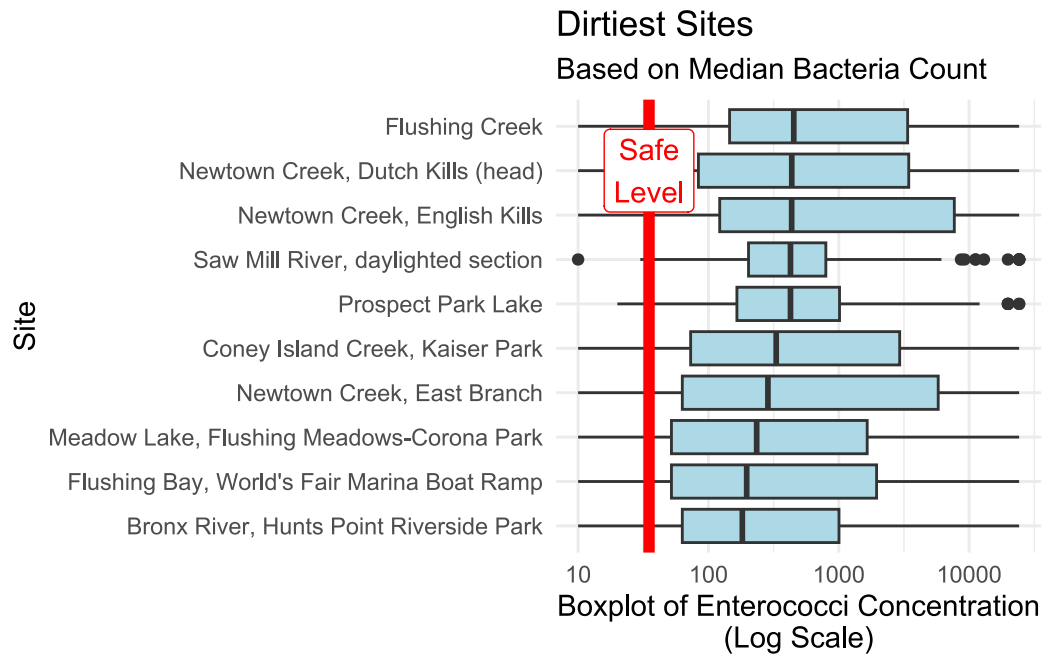 Dirtiest Sites
Based on Median Bacteria Count
Flushing Creek
Newtown Creek, Dutch Kills (head)
Newtown Creek, English Kills
Saw Mill River, daylighted section
Prospect Park Lake
Coney Island Creek, Kaiser Park
Newtown Creek, East Branch
Meadow Lake, Flushing Meadows-Corona Park
Flushing Bay, World's Fair Marina Boat Ramp
Bronx River, Hunts Point Riverside Park
Site
Safe
Level
10 100 1000 10000
Boxplot of Enterococci Concentration
(Log Scale)